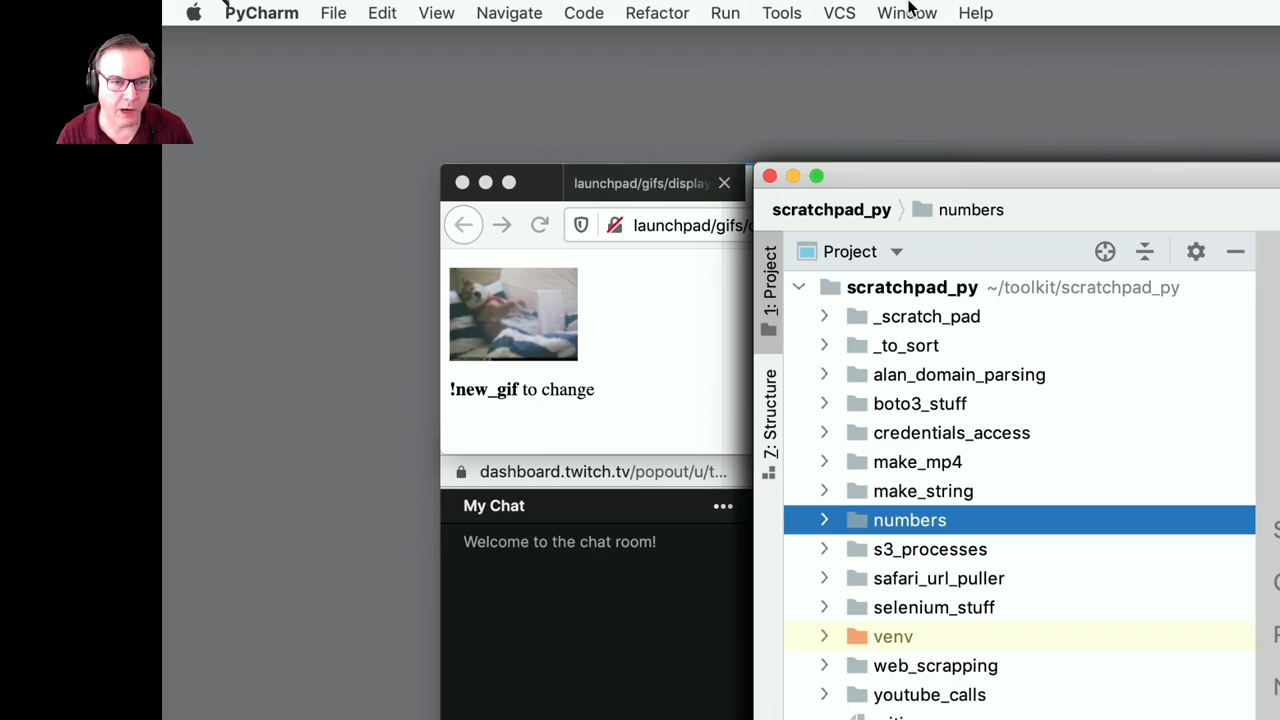 PyCharm File Edit View Navigate Code Refactor Run Tools VCS Window Help
launchpad/gifs/display
launchpad/gifs/
!new_gif to change
dashboard.twitch.tv/popout/u/t...
My Chat
Welcome to the chat room!
scratchpad_py numbers
1: Project
Z: Structure
Project
scratchpad_py ~/toolkit/scratchpad_py
_scratch_pad
_to_sort
alan_domain_parsing
boto3_stuff
credentials_access
make_mp4
make_string
numbers
s3_processes
safari_url_puller
selenium_stuff
venv
web_scrapping
youtube_calls